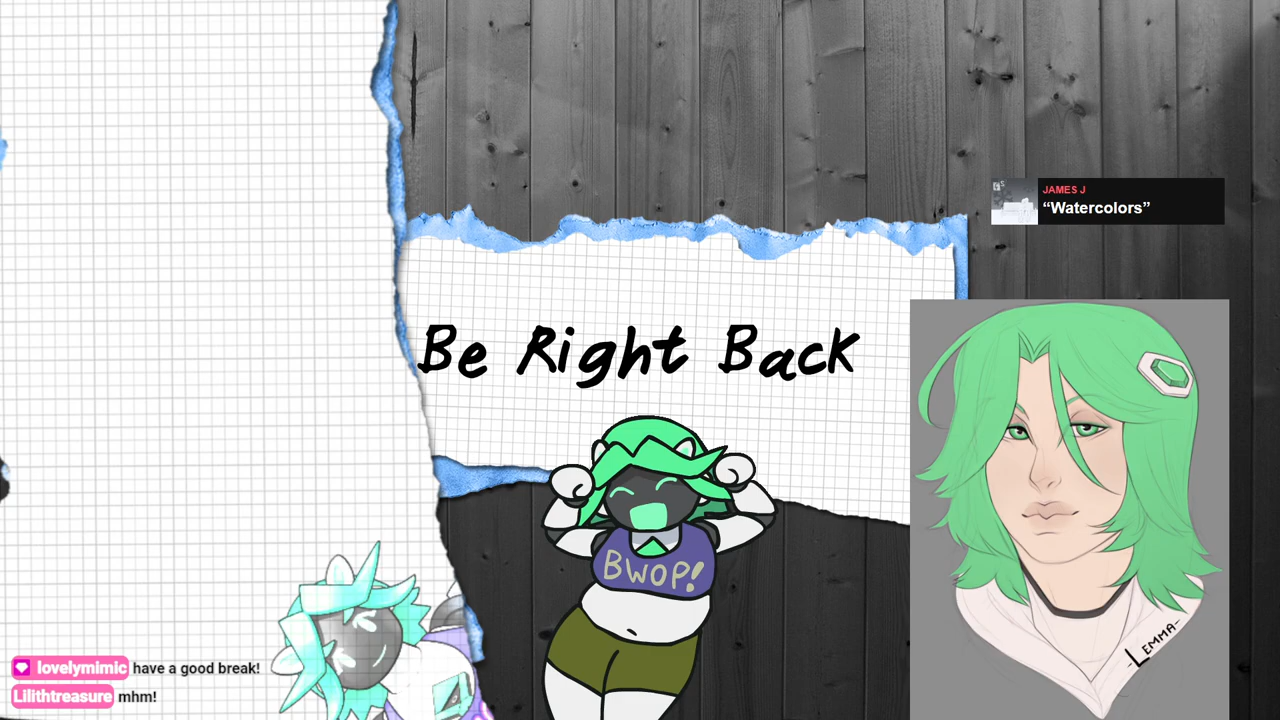 JAMES J
“Watercolors”
Be Right Back
BWOP!
-LEMMA-
lovelymimic have a good break!
Lilithtreasure mhm!